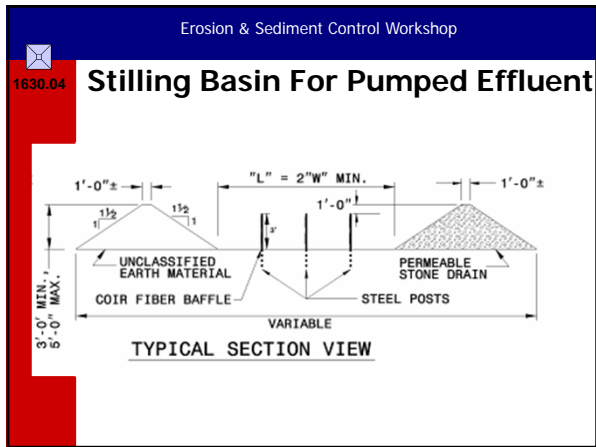 Erosion & Sediment Control Workshop
1630.04
Stilling Basin For Pumped Effluent
"L" = 2"W" MIN.
1'-0"±
1'-0"
1'-0"±
1½
1
1½
1
3'
3'-0' MIN.,
5'-0" MAX.
UNCLASSIFIED
EARTH MATERIAL
PERMEABLE
STONE DRAIN
COIR FIBER BAFFLE
STEEL POSTS
VARIABLE
TYPICAL SECTION VIEW